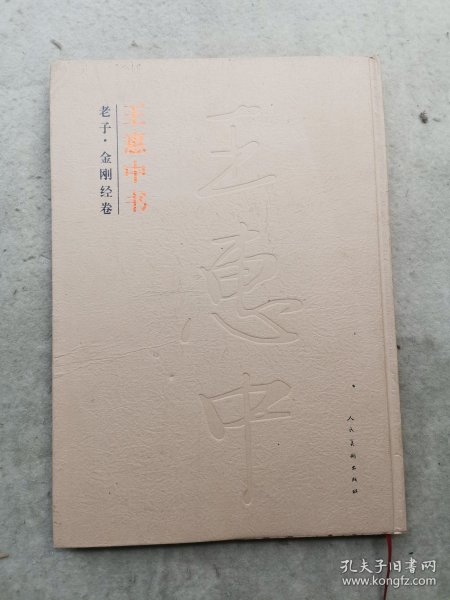 王惠中书
老子·金刚经卷
王惠中
人民美术出版社
孔夫子旧书网
www.kongfz.com